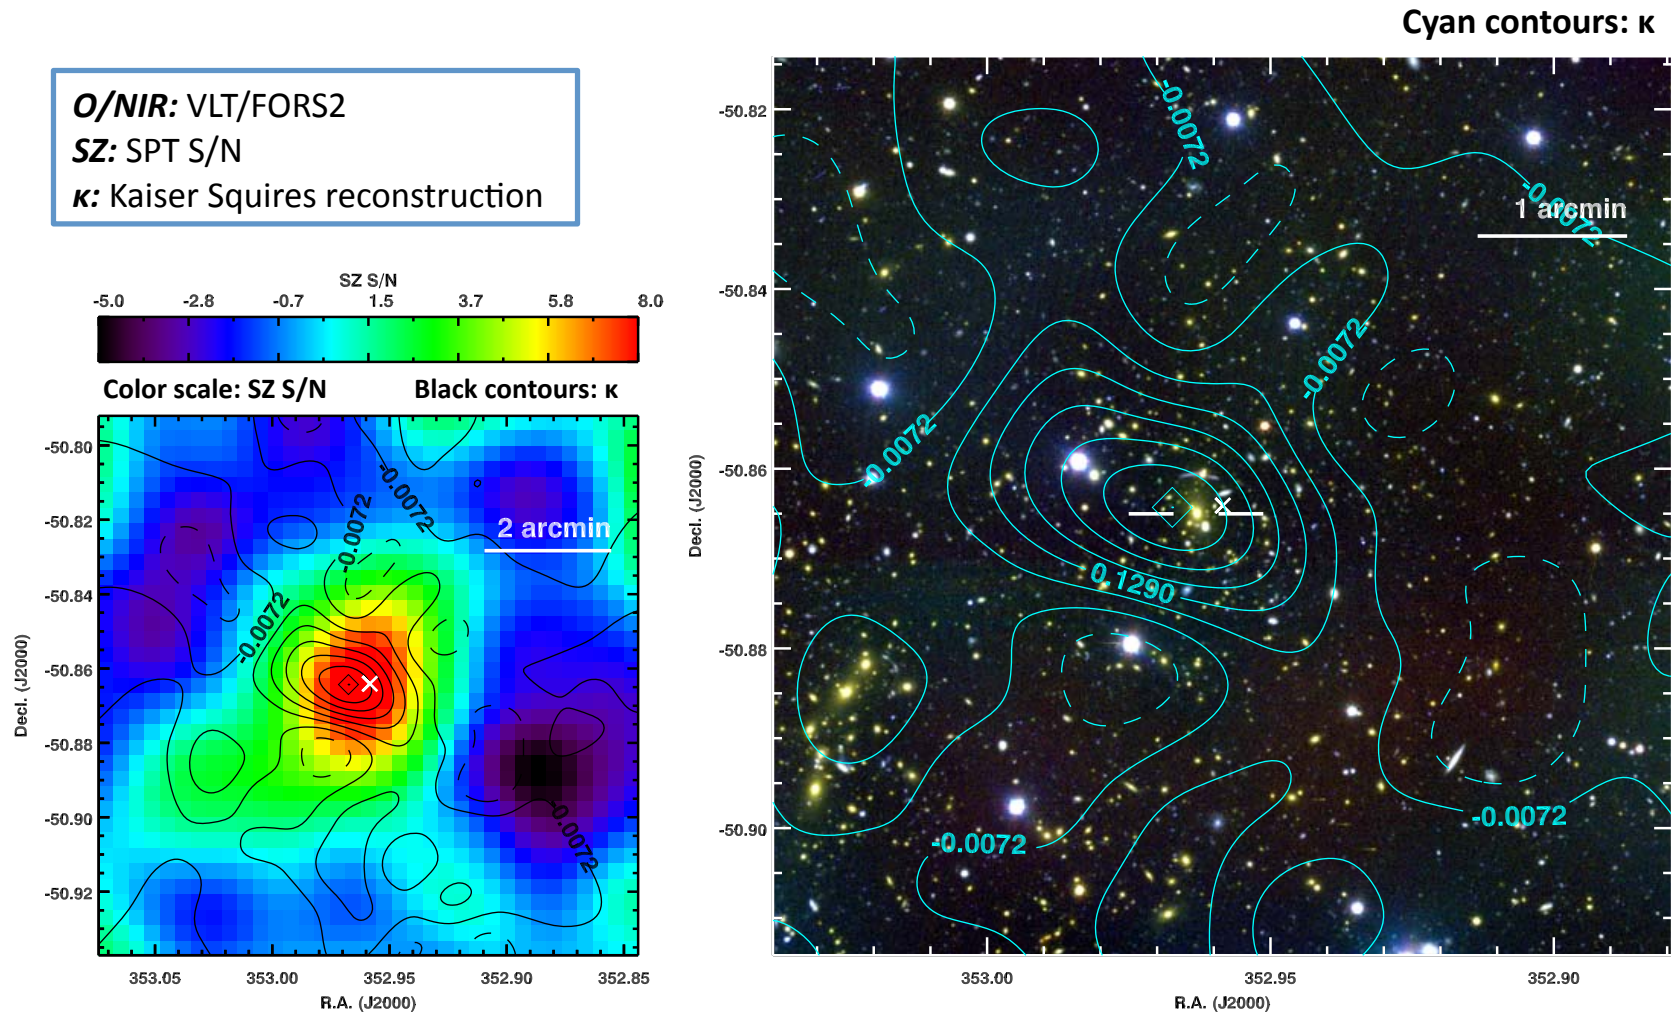 Cyan contours: κ
O/NIR: VLT/FORS2
SZ: SPT S/N
κ: Kaiser Squires reconstruction
SZ S/N
-5.0 -2.8 -0.7 1.5 3.7 5.8 8.0
Color scale: SZ S/N
Black contours: κ
-50.80
-50.82
-50.84
-50.86
-50.88
-50.90
-50.92
Decl. (J2000)
-0.0072
-0.0072
-0.0072
-0.0072
2 arcmin
353.05 353.00 352.95 352.90 352.85
R.A. (J2000)
-50.82
-50.84
-50.86
-50.88
-50.90
Decl. (J2000)
-0.0072
-0.0072
1 arcmin
-0.0072
-0.0072
0.1290
-0.0072
-0.0072
353.00 352.95 352.90
R.A. (J2000)